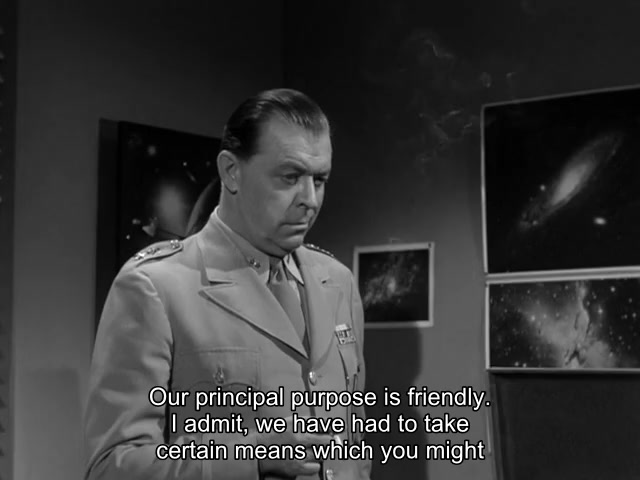 Our principal purpose is friendly.
I admit, we have had to take
certain means which you might